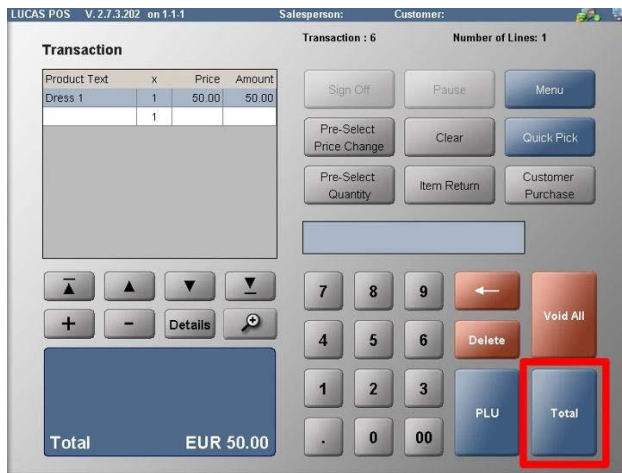 LUCAS POS V. 2.7.3.202 on 1-1-1 Salesperson: Customer:
Transaction : 6 Number of Lines: 1
Transaction
Product Text x Price Amount
Dress 1 1 50.00 50.00
1
Sign Off Pause Menu
Pre-Select
Price Change
Clear
Quick Pick
Pre-Select
Quantity
Item Return
Customer
Purchase
7 8 9
Void All
+ - Details
4 5 6 Delete
1 2 3
PLU Total
. 0 00
Total EUR 50.00